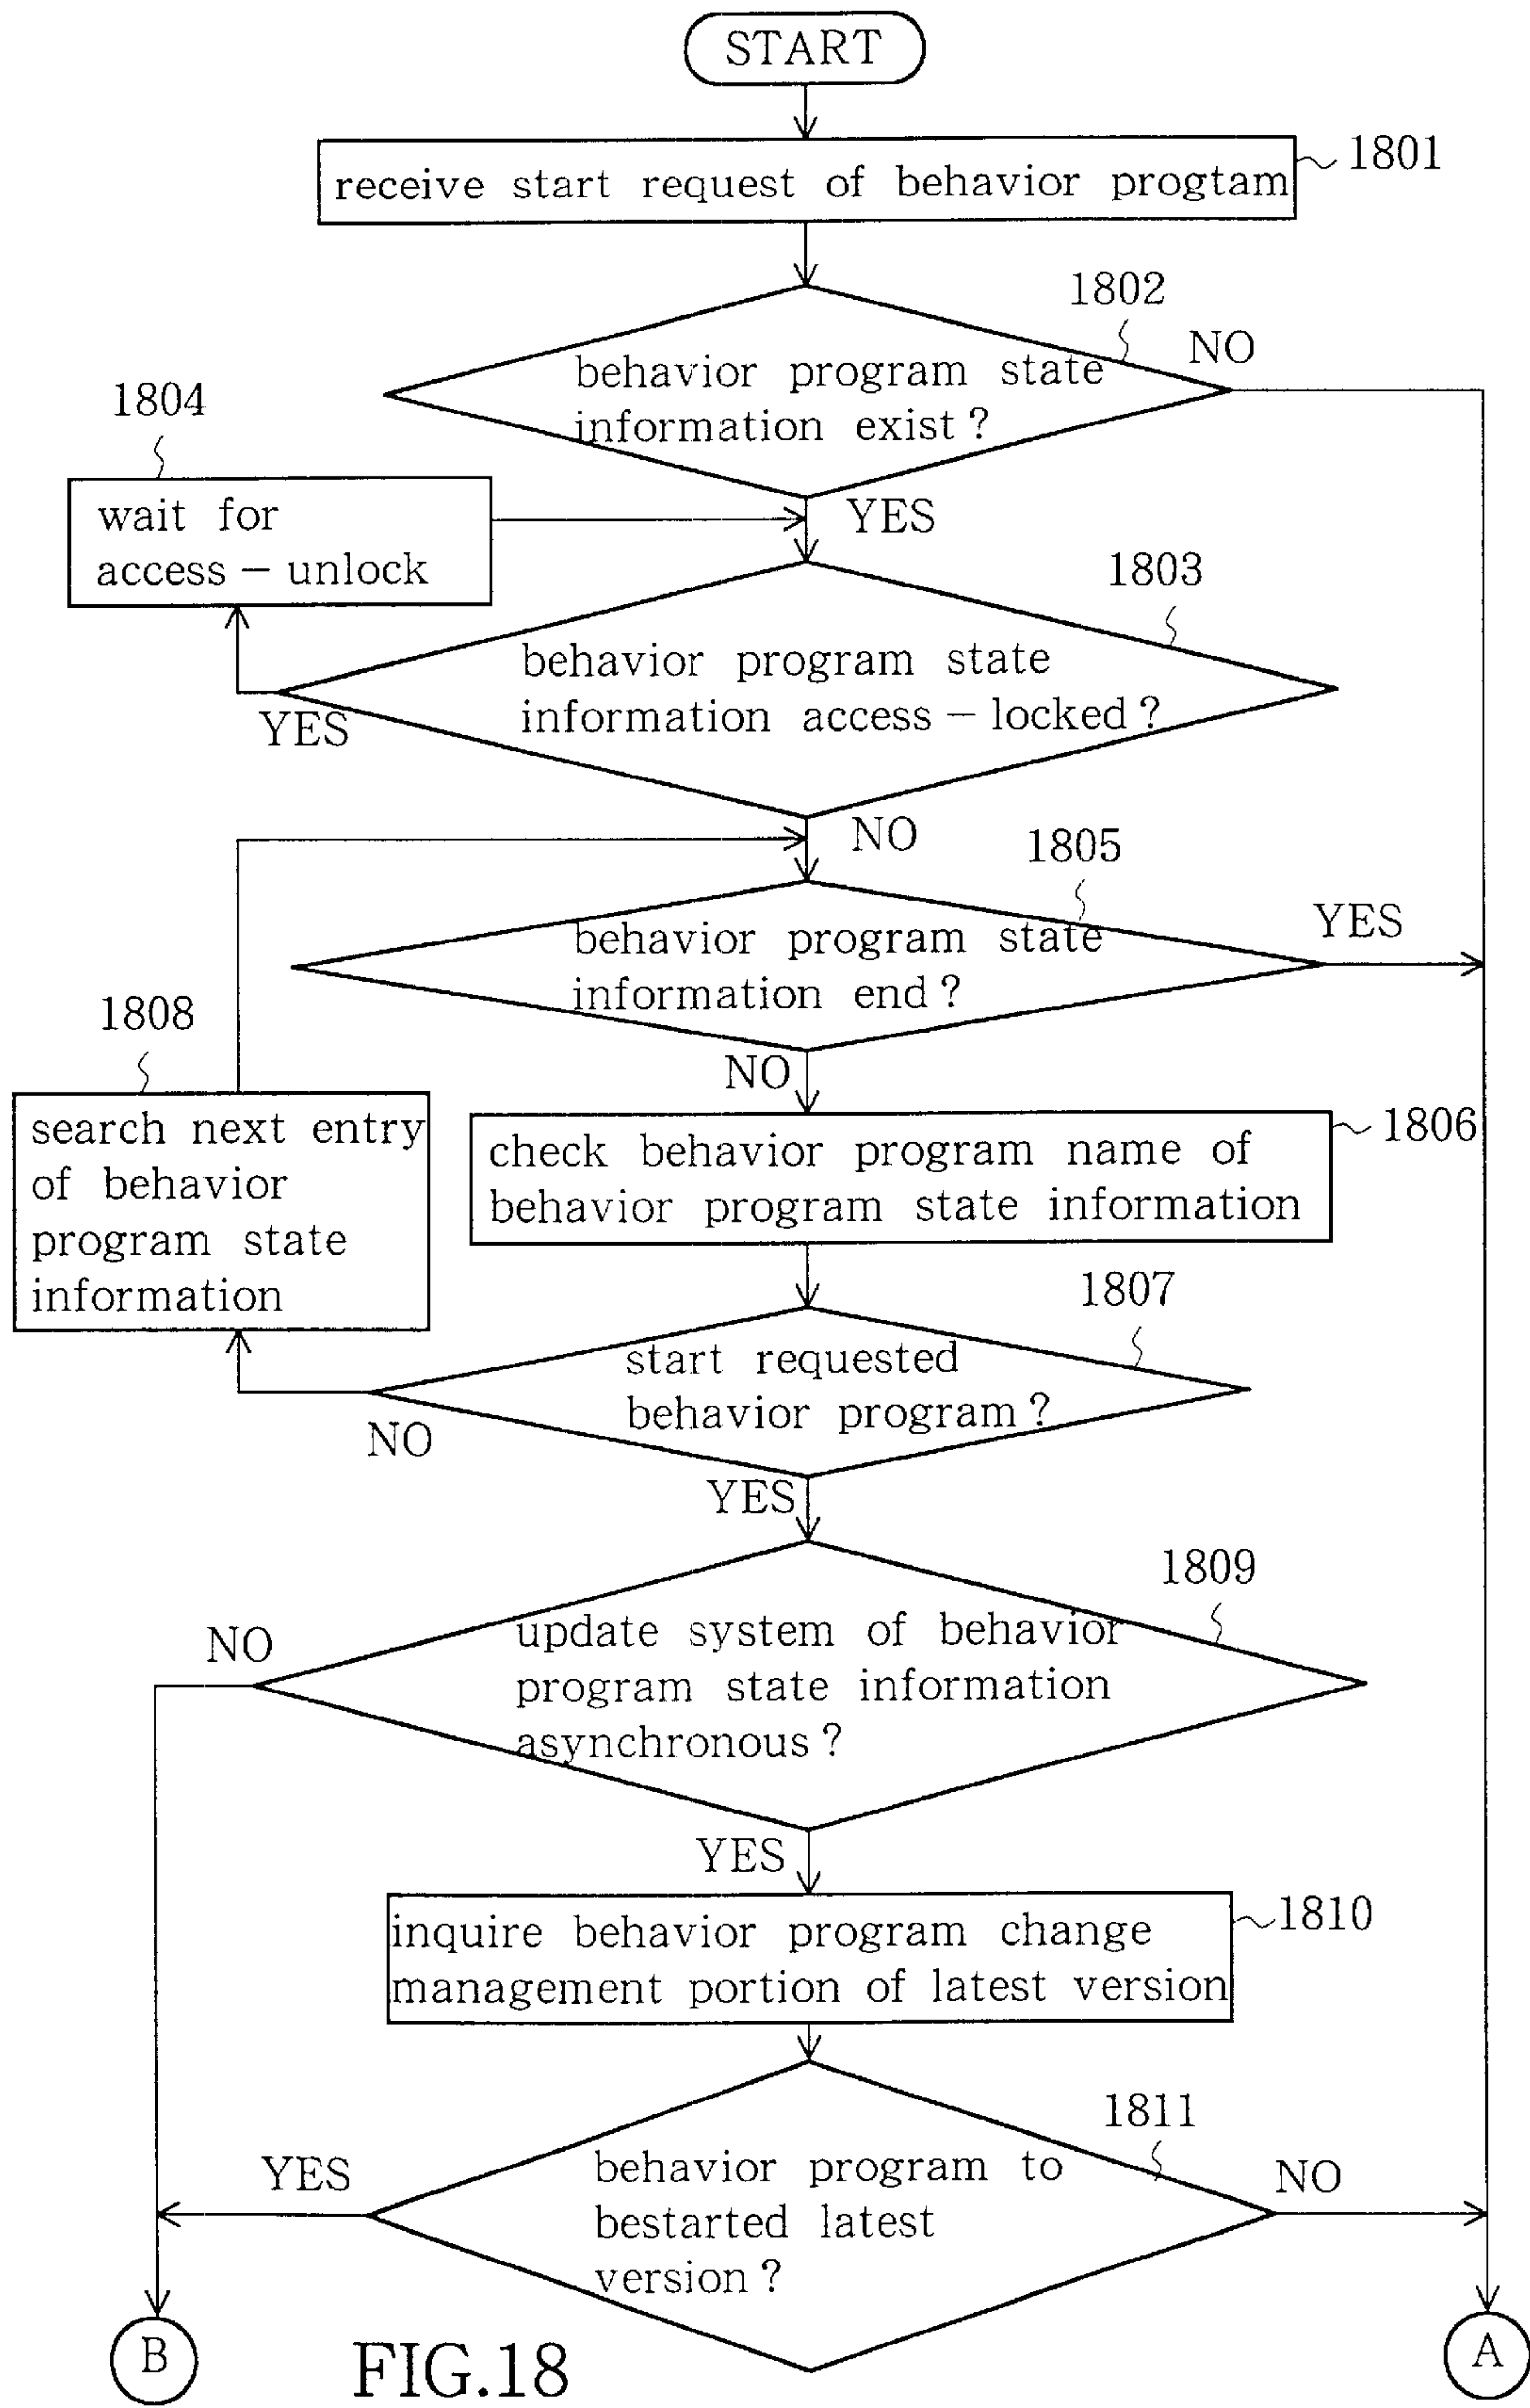 START
receive start request of behavior progtam
1801
1802
NO
behavior program state
information exist?
1804
wait for
access - unlock
YES
1803
behavior program state
information access - locked?
YES
NO
1805
behavior program state
information end?
YES
1808
NO
search next entry
of behavior
program state
information
check behavior program name of
behavior program state information
1806
1807
start requested
behavior program?
NO
YES
1809
NO
update system of behavior
program state information
asynchronous?
YES
inquire behavior program change
management portion of latest version
1810
1811
YES
behavior program to
bestarted latest
version?
NO
B
FIG.18
A